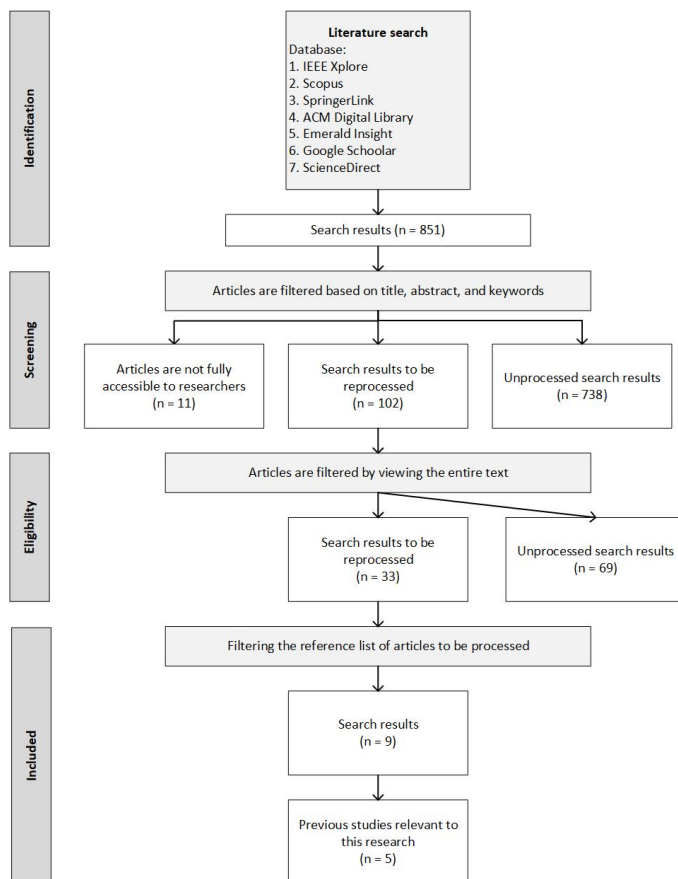 Identification
Literature search
Database:
1. IEEE Xplore
2. Scopus
3. SpringerLink
4. ACM Digital Library
5. Emerald Insight
6. Google Schoolar
7. ScienceDirect
Search results (n = 851)
Screening
Articles are filtered based on title, abstract, and keywords
Articles are not fully
accessible to researchers
(n = 11)
Search results to be
reprocessed
(n = 102)
Unprocessed search results
(n = 738)
Eligibility
Articles are filtered by viewing the entire text
Search results to be
reprocessed
(n = 33)
Unprocessed search results
(n = 69)
Included
Filtering the reference list of articles to be processed
Search results
(n = 9)
Previous studies relevant to
this research
(n = 5)